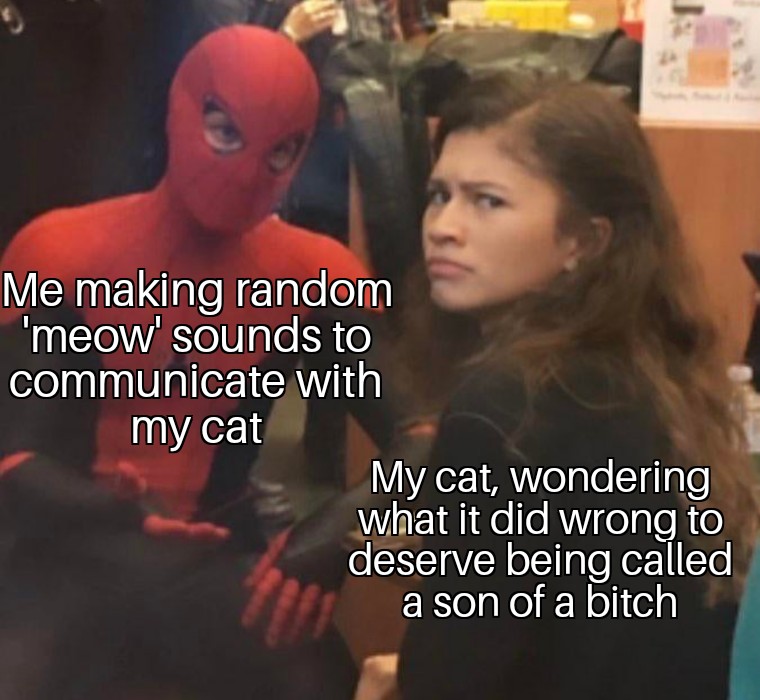 Me making random
'meow' sounds to
communicate with
my cat
My cat, wondering
what it did wrong to
deserve being called
a son of a bitch